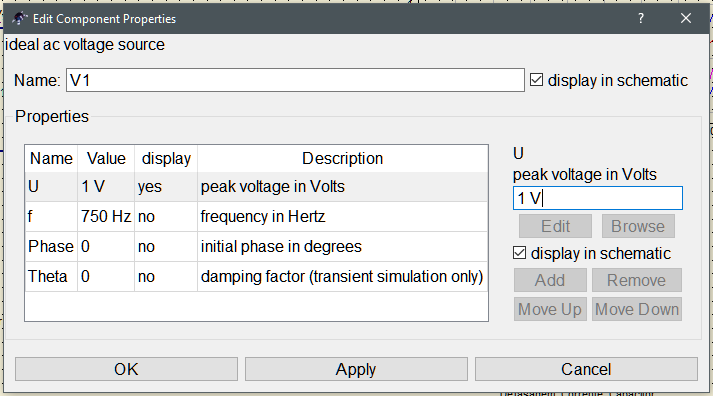 Edit Component Properties ? ×
ideal ac voltage source
Name: V1 display in schematic
Properties
Name Value display Description
U 1 V yes peak voltage in Volts
f 750 Hz no frequency in Hertz
Phase 0 no initial phase in degrees
Theta 0 no damping factor (transient simulation only)
U
peak voltage in Volts
1 V
Edit Browse
display in schematic
Add Remove
Move Up Move Down
OK Apply Cancel